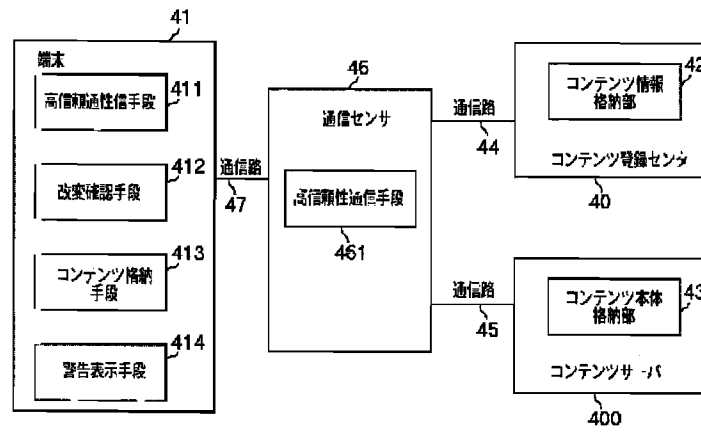 41
端末
高信頼通性信手段
411
改変確認手段
412
コンテンツ格納
手段
413
警告表示手段
414
通信路
47
46
通信センサ
高信頼性通信手段
461
通信路
44
コンテンツ情報
格納部
42
コンテンツ登録センタ
40
通信路
45
コンテンツ本体
格納部
43
コンテンツサーバ
400